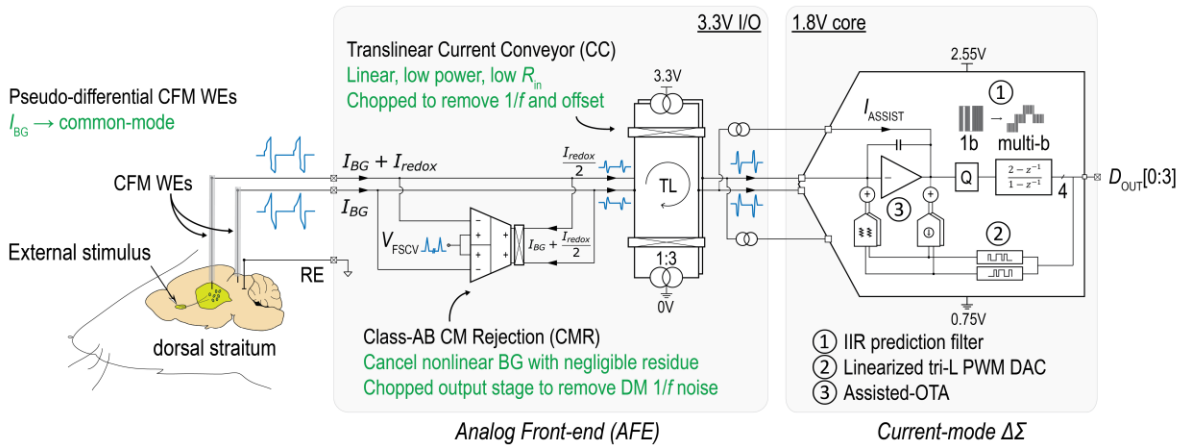 3.3V I/O
1.8V core
Translinear Current Conveyor (CC)
Linear, low power, low R_in
Chopped to remove 1/f and offset
3.3V
2.55V
Pseudo-differential CFM WEs
I_BG → common-mode
I_ASSIST
1
1b → multi-b
CFM WEs
I_BG + I_redox
I_redox/2
TL
−
Q
2 − z^-1 / 1 − z^-1
4
D_OUT[0:3]
I_BG
3
+
+
External stimulus
V_FSCV
− + + −
+ +
I_BG + I_redox/2
2
RE
1:3
0V
0.75V
dorsal straitum
Class-AB CM Rejection (CMR)
Cancel nonlinear BG with negligible residue
Chopped output stage to remove DM 1/f noise
1 IIR prediction filter
2 Linearized tri-L PWM DAC
3 Assisted-OTA
Analog Front-end (AFE)
Current-mode ΔΣ